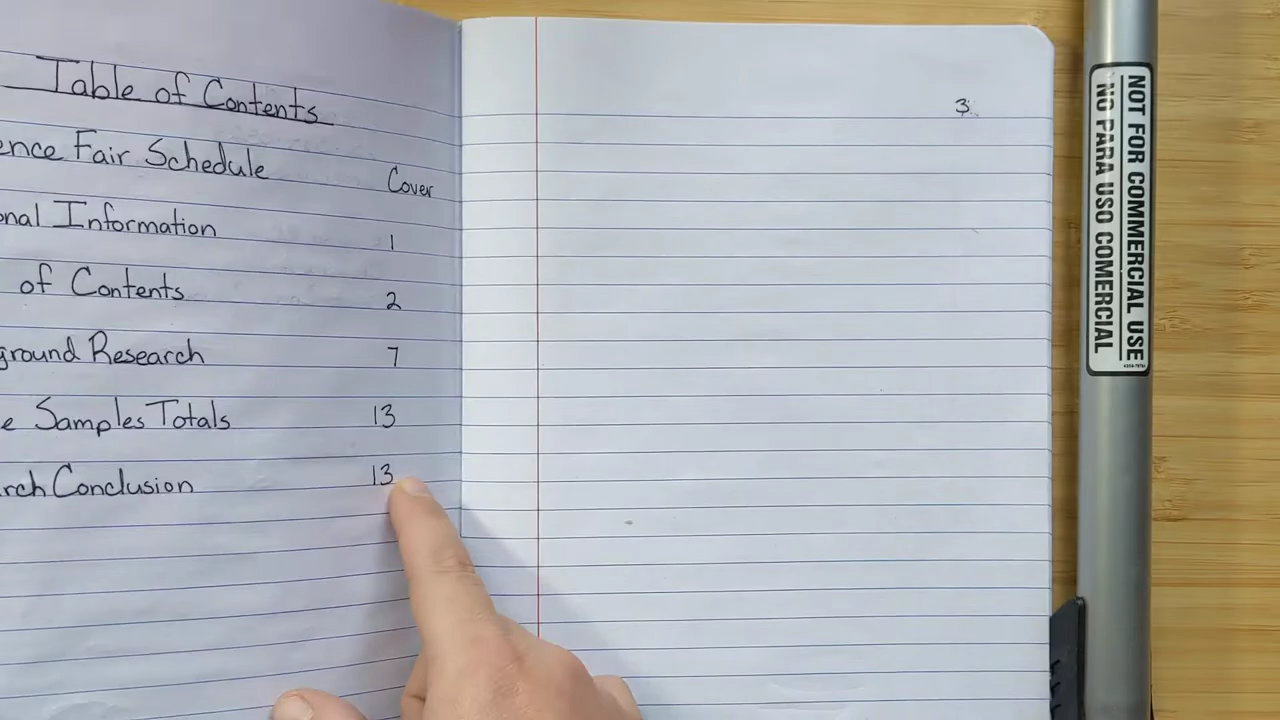 Table of Contents
ence Fair Schedule Cover
onal Information 1
of Contents 2
ground Research 7
e Samples Totals 13
rch Conclusion 13
3
NOT FOR COMMERCIAL USE
NO PARA USO COMERCIAL